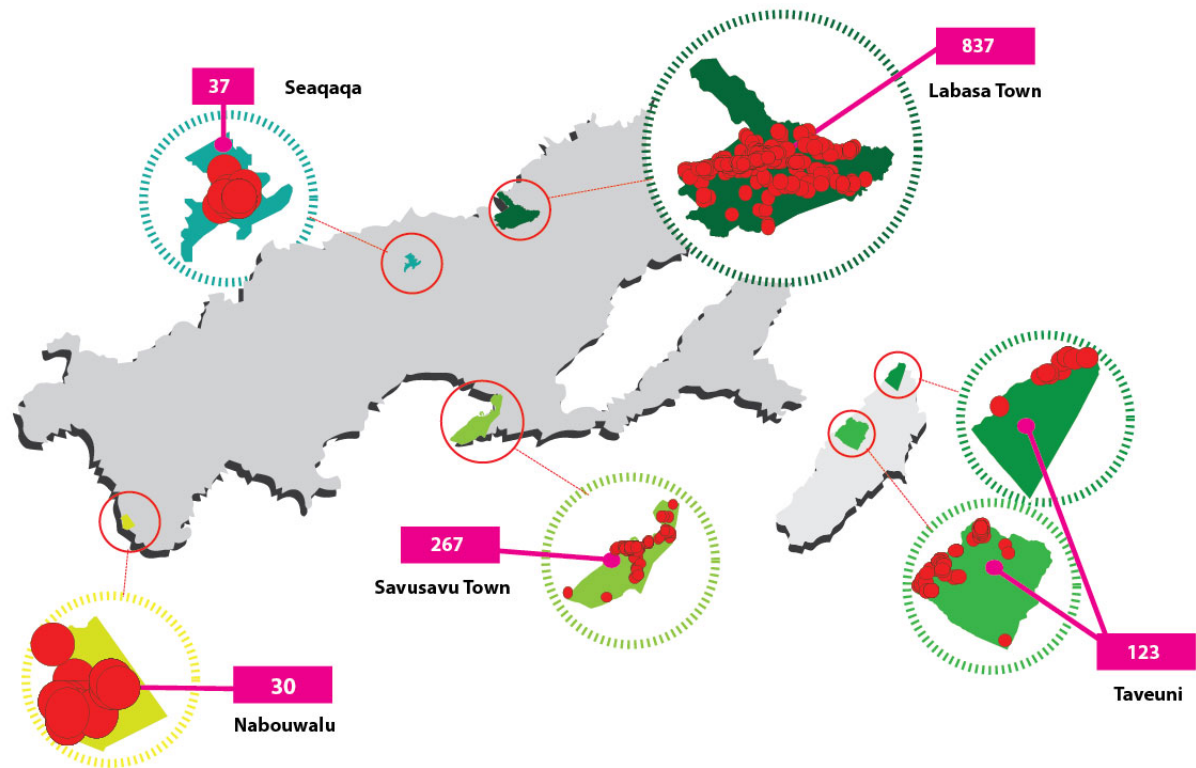 837
Labasa Town
37
Seaqaqa
267
Savusavu Town
123
Taveuni
30
Nabouwalu